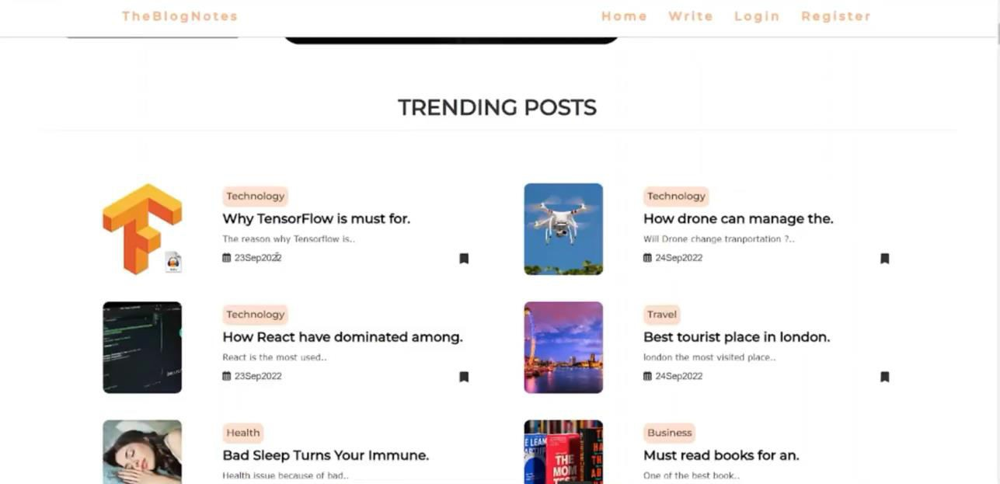 TheBlogNotes
Home Write Login Register
TRENDING POSTS
Technology
Why TensorFlow is must for.
The reason why Tensorflow is..
23Sep2022
Technology
How drone can manage the.
Will Drone change tranportation ?..
24Sep2022
Technology
How React have dominated among.
React is the most used..
23Sep2022
Travel
Best tourist place in london.
london the most visited place..
24Sep2022
Health
Bad Sleep Turns Your Immune.
Health issue because of bad..
Business
Must read books for an.
One of the best book..
E LEAN
THE
MOM
TEST